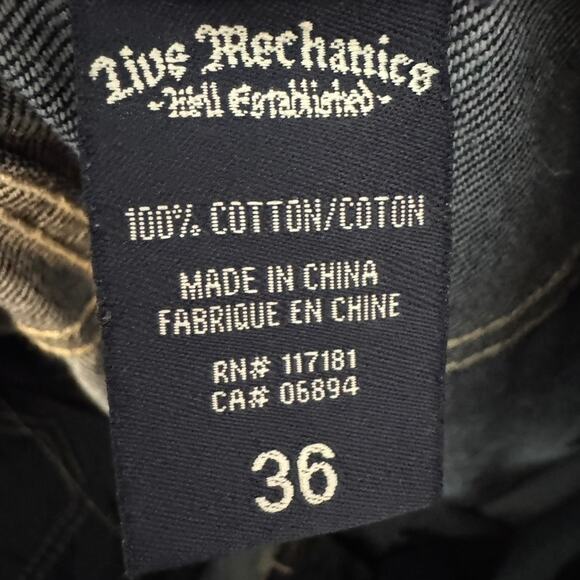 Live Mechanics
-Well Established-
100% COTTON/COTON
MADE IN CHINA
FABRIQUE EN CHINE
RN# 117181
CA# 06894
36